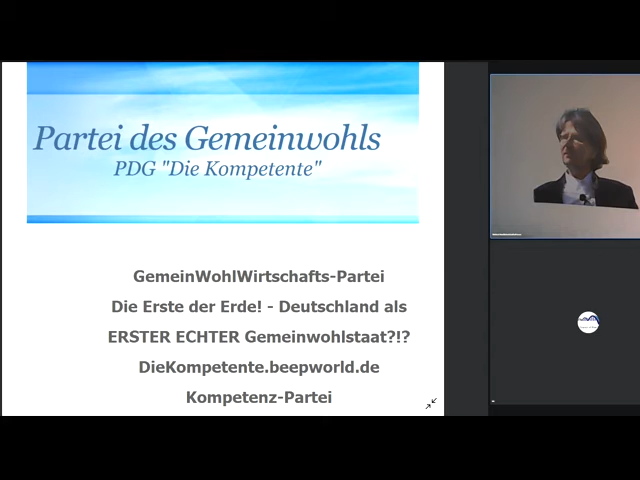 Partei des Gemeinwohls
PDG "Die Kompetente"
GemeinWohlWirtschafts-Partei
Die Erste der Erde! - Deutschland als
ERSTER ECHTER Gemeinwohlstaat?!?
DieKompetente.beepworld.de
Kompetenz-Partei